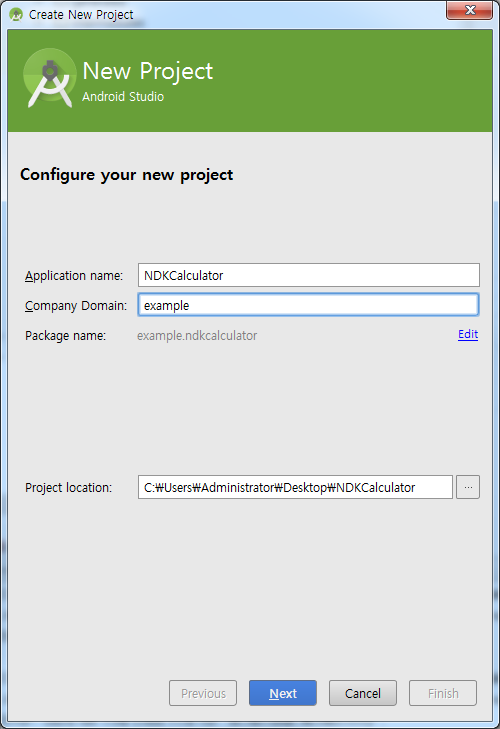 Create New Project
New Project
Android Studio
Configure your new project
Application name: NDKCalculator
Company Domain: example
Package name: example.ndkcalculator Edit
Project location: C:₩Users₩Administrator₩Desktop₩NDKCalculator ...
Previous Next Cancel Finish